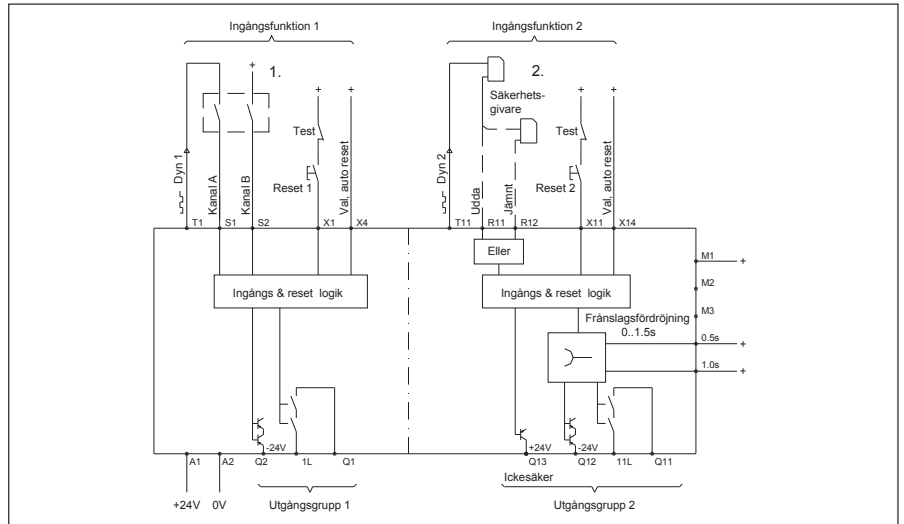 Ingångsfunktion 1
Ingångsfunktion 2
+
1.
2.
+ +
Säkerhets-
givare
+ +
Test
Test
Dyn 1
Kanal A
Kanal B
Reset 1
Val, auto reset
Dyn 2
Udda
Jämnt
Reset 2
Val, auto reset
T1 S1 S2 X1 X4
T11 R11 R12 X11 X14
Eller
M1 +
Ingångs & reset logik
Ingångs & reset logik
M2
M3
Frånslagsfördröjning
0..1.5s
0.5s +
1.0s +
-24V
+24V
-24V
A1 A2 Q2 1L Q1
Q13 Q12 11L Q11
Ickesäker
+24V 0V
Utgångsgrupp 1
Utgångsgrupp 2